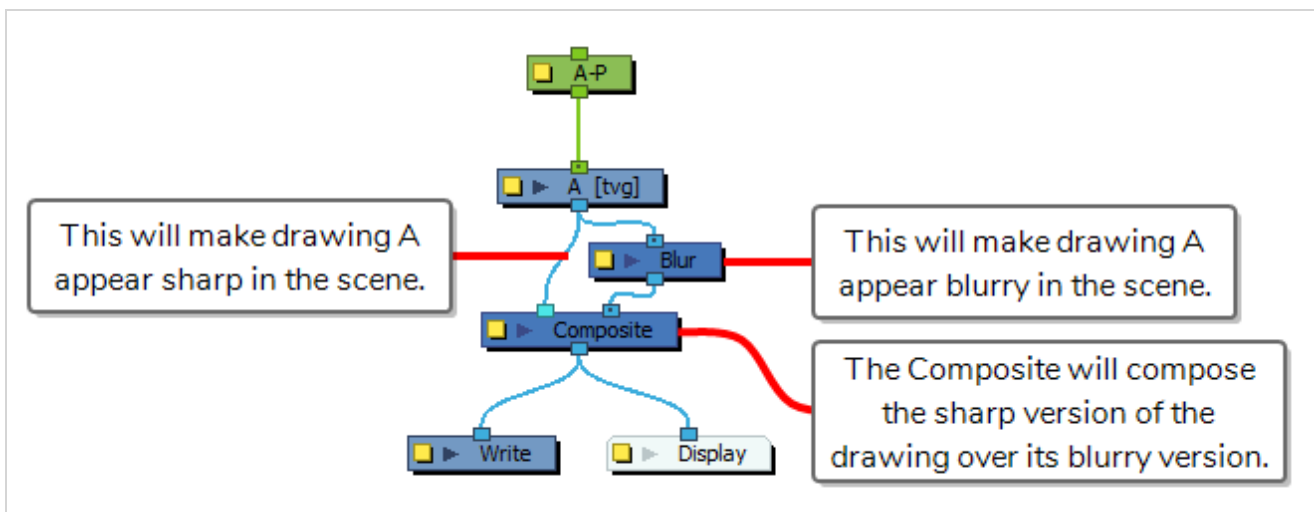 A-P
A [tvg]
This will make drawing A
appear sharp in the scene.
Blur
This will make drawing A
appear blurry in the scene.
Composite
The Composite will compose
the sharp version of the
drawing over its blurry version.
Write
Display